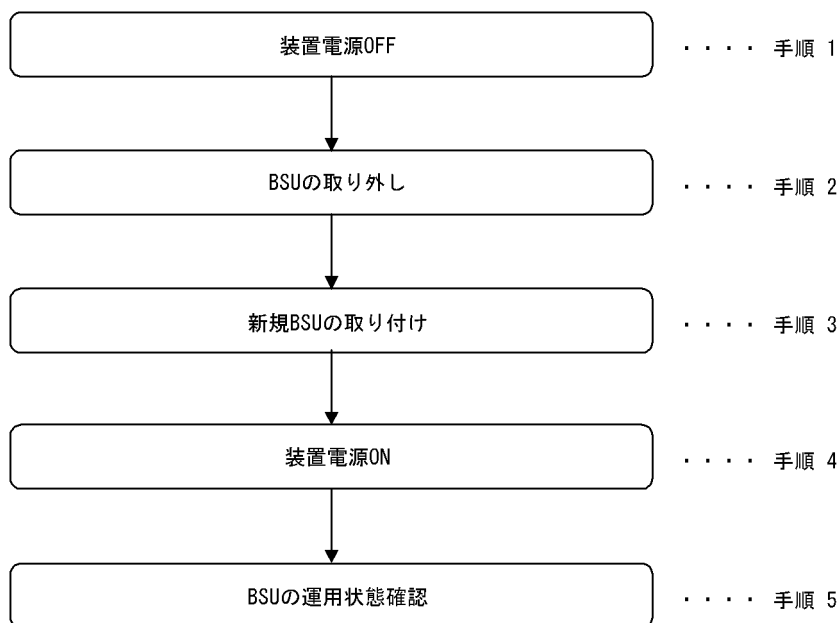 装置電源OFF ・・・・ 手順 1
BSUの取り外し ・・・・ 手順 2
新規BSUの取り付け ・・・・ 手順 3
装置電源ON ・・・・ 手順 4
BSUの運用状態確認 ・・・・ 手順 5